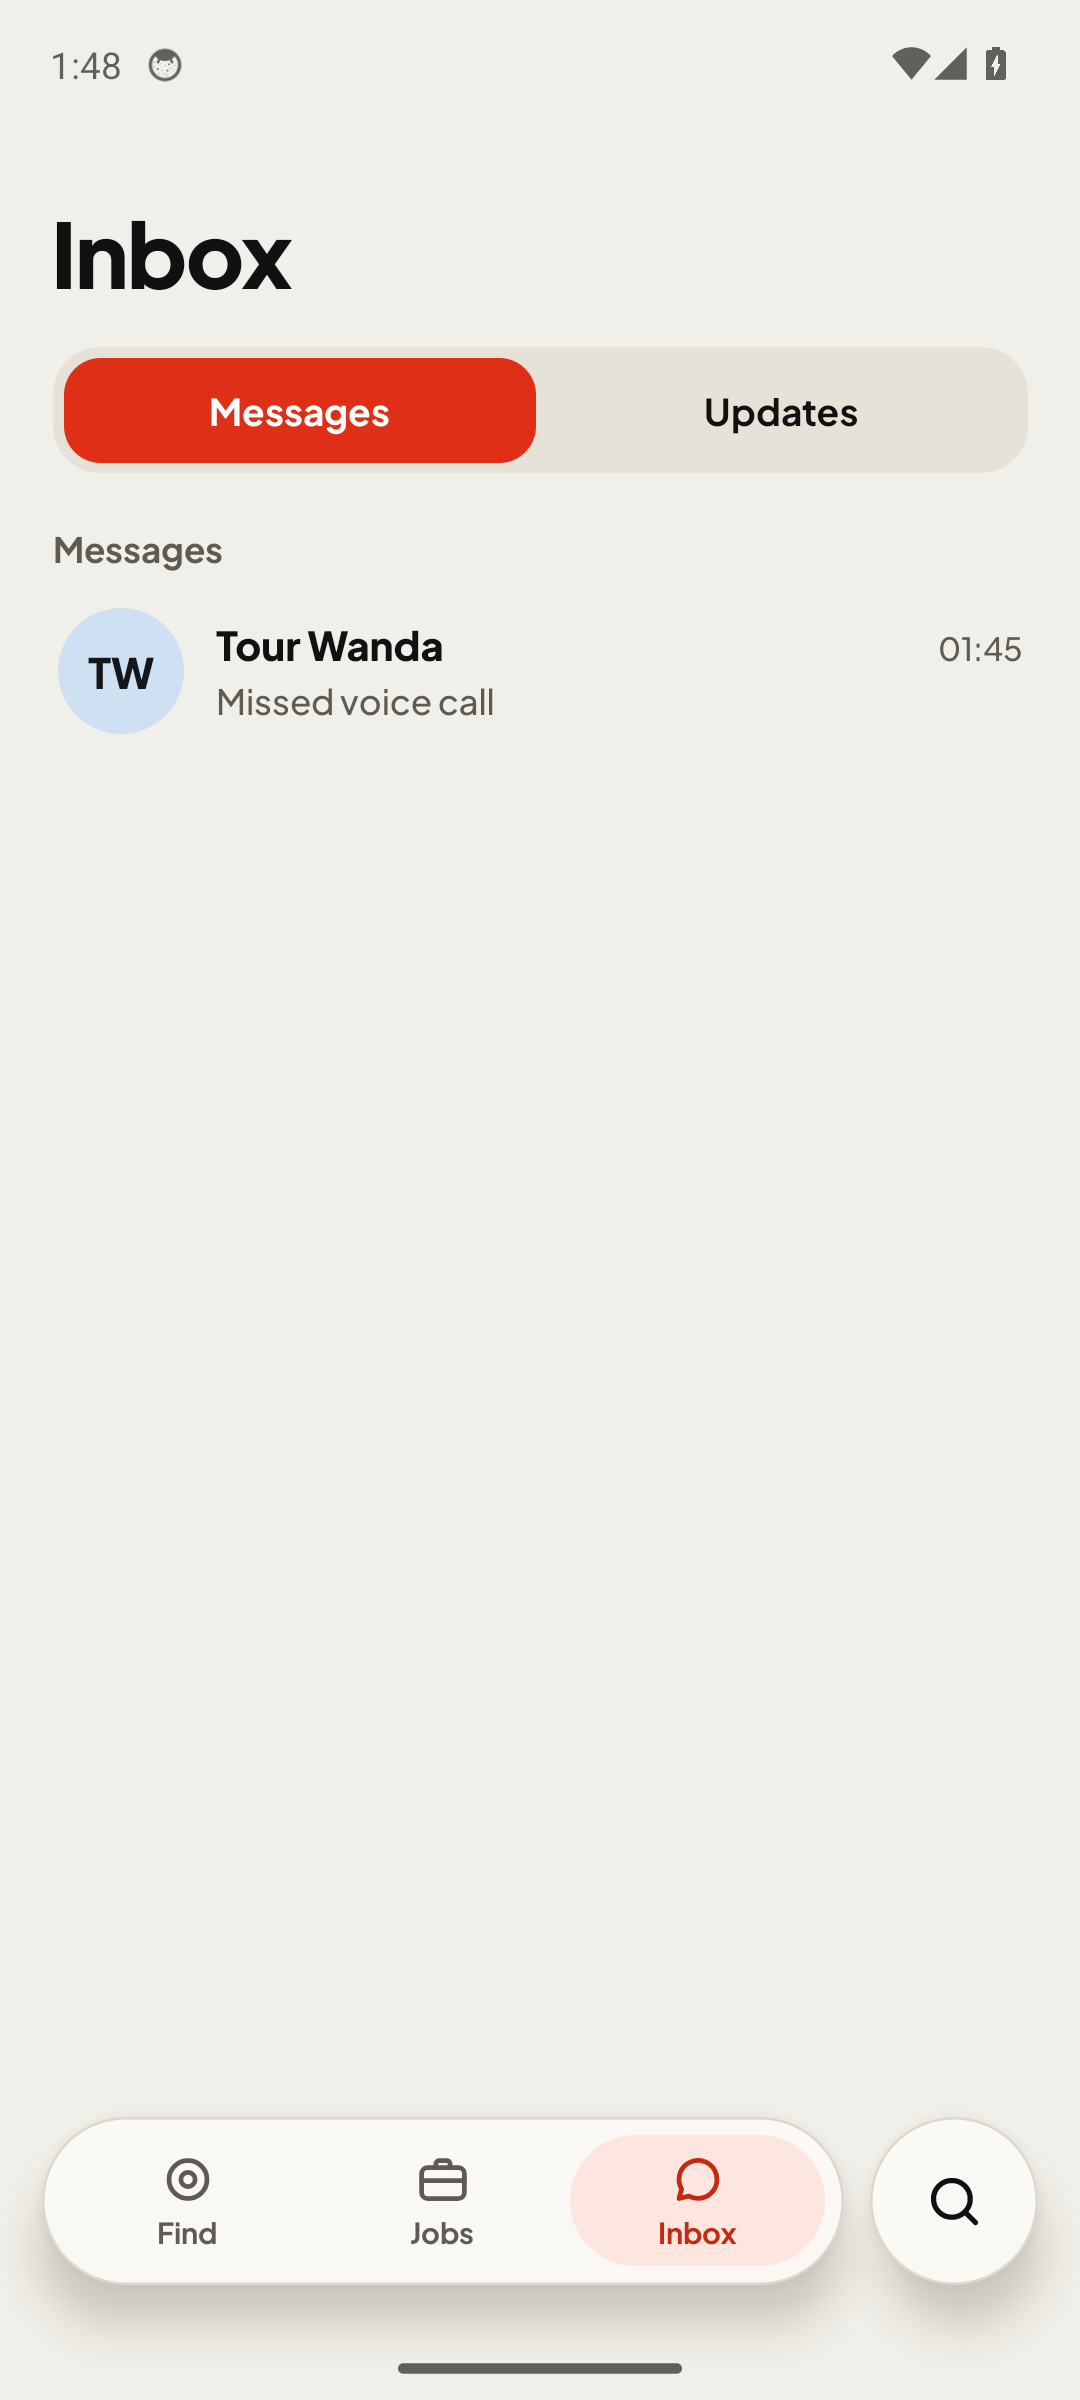 1:48
Inbox
Messages
Updates
Messages
TW
Tour Wanda
01:45
Missed voice call
Find
Jobs
Inbox